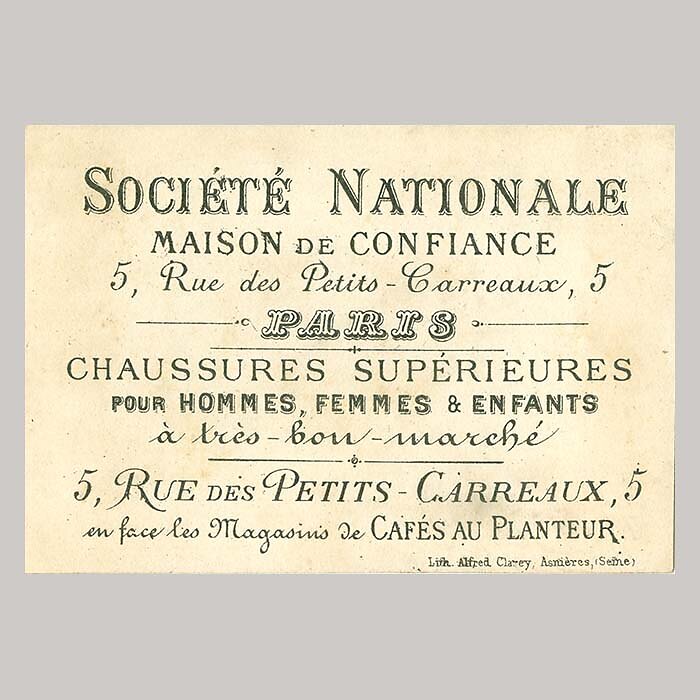 SOCIÉTÉ NATIONALE
MAISON DE CONFIANCE
5, Rue des Petits-Carreaux, 5
PARIS
CHAUSSURES SUPÉRIEURES
POUR HOMMES, FEMMES & ENFANTS
à très-bon-marché
5, RUE DES PETITS-CARREAUX, 5
en face les Magasins de CAFÉS AU PLANTEUR.
Lith. Alfred Clarey, Asnières, (Seine)